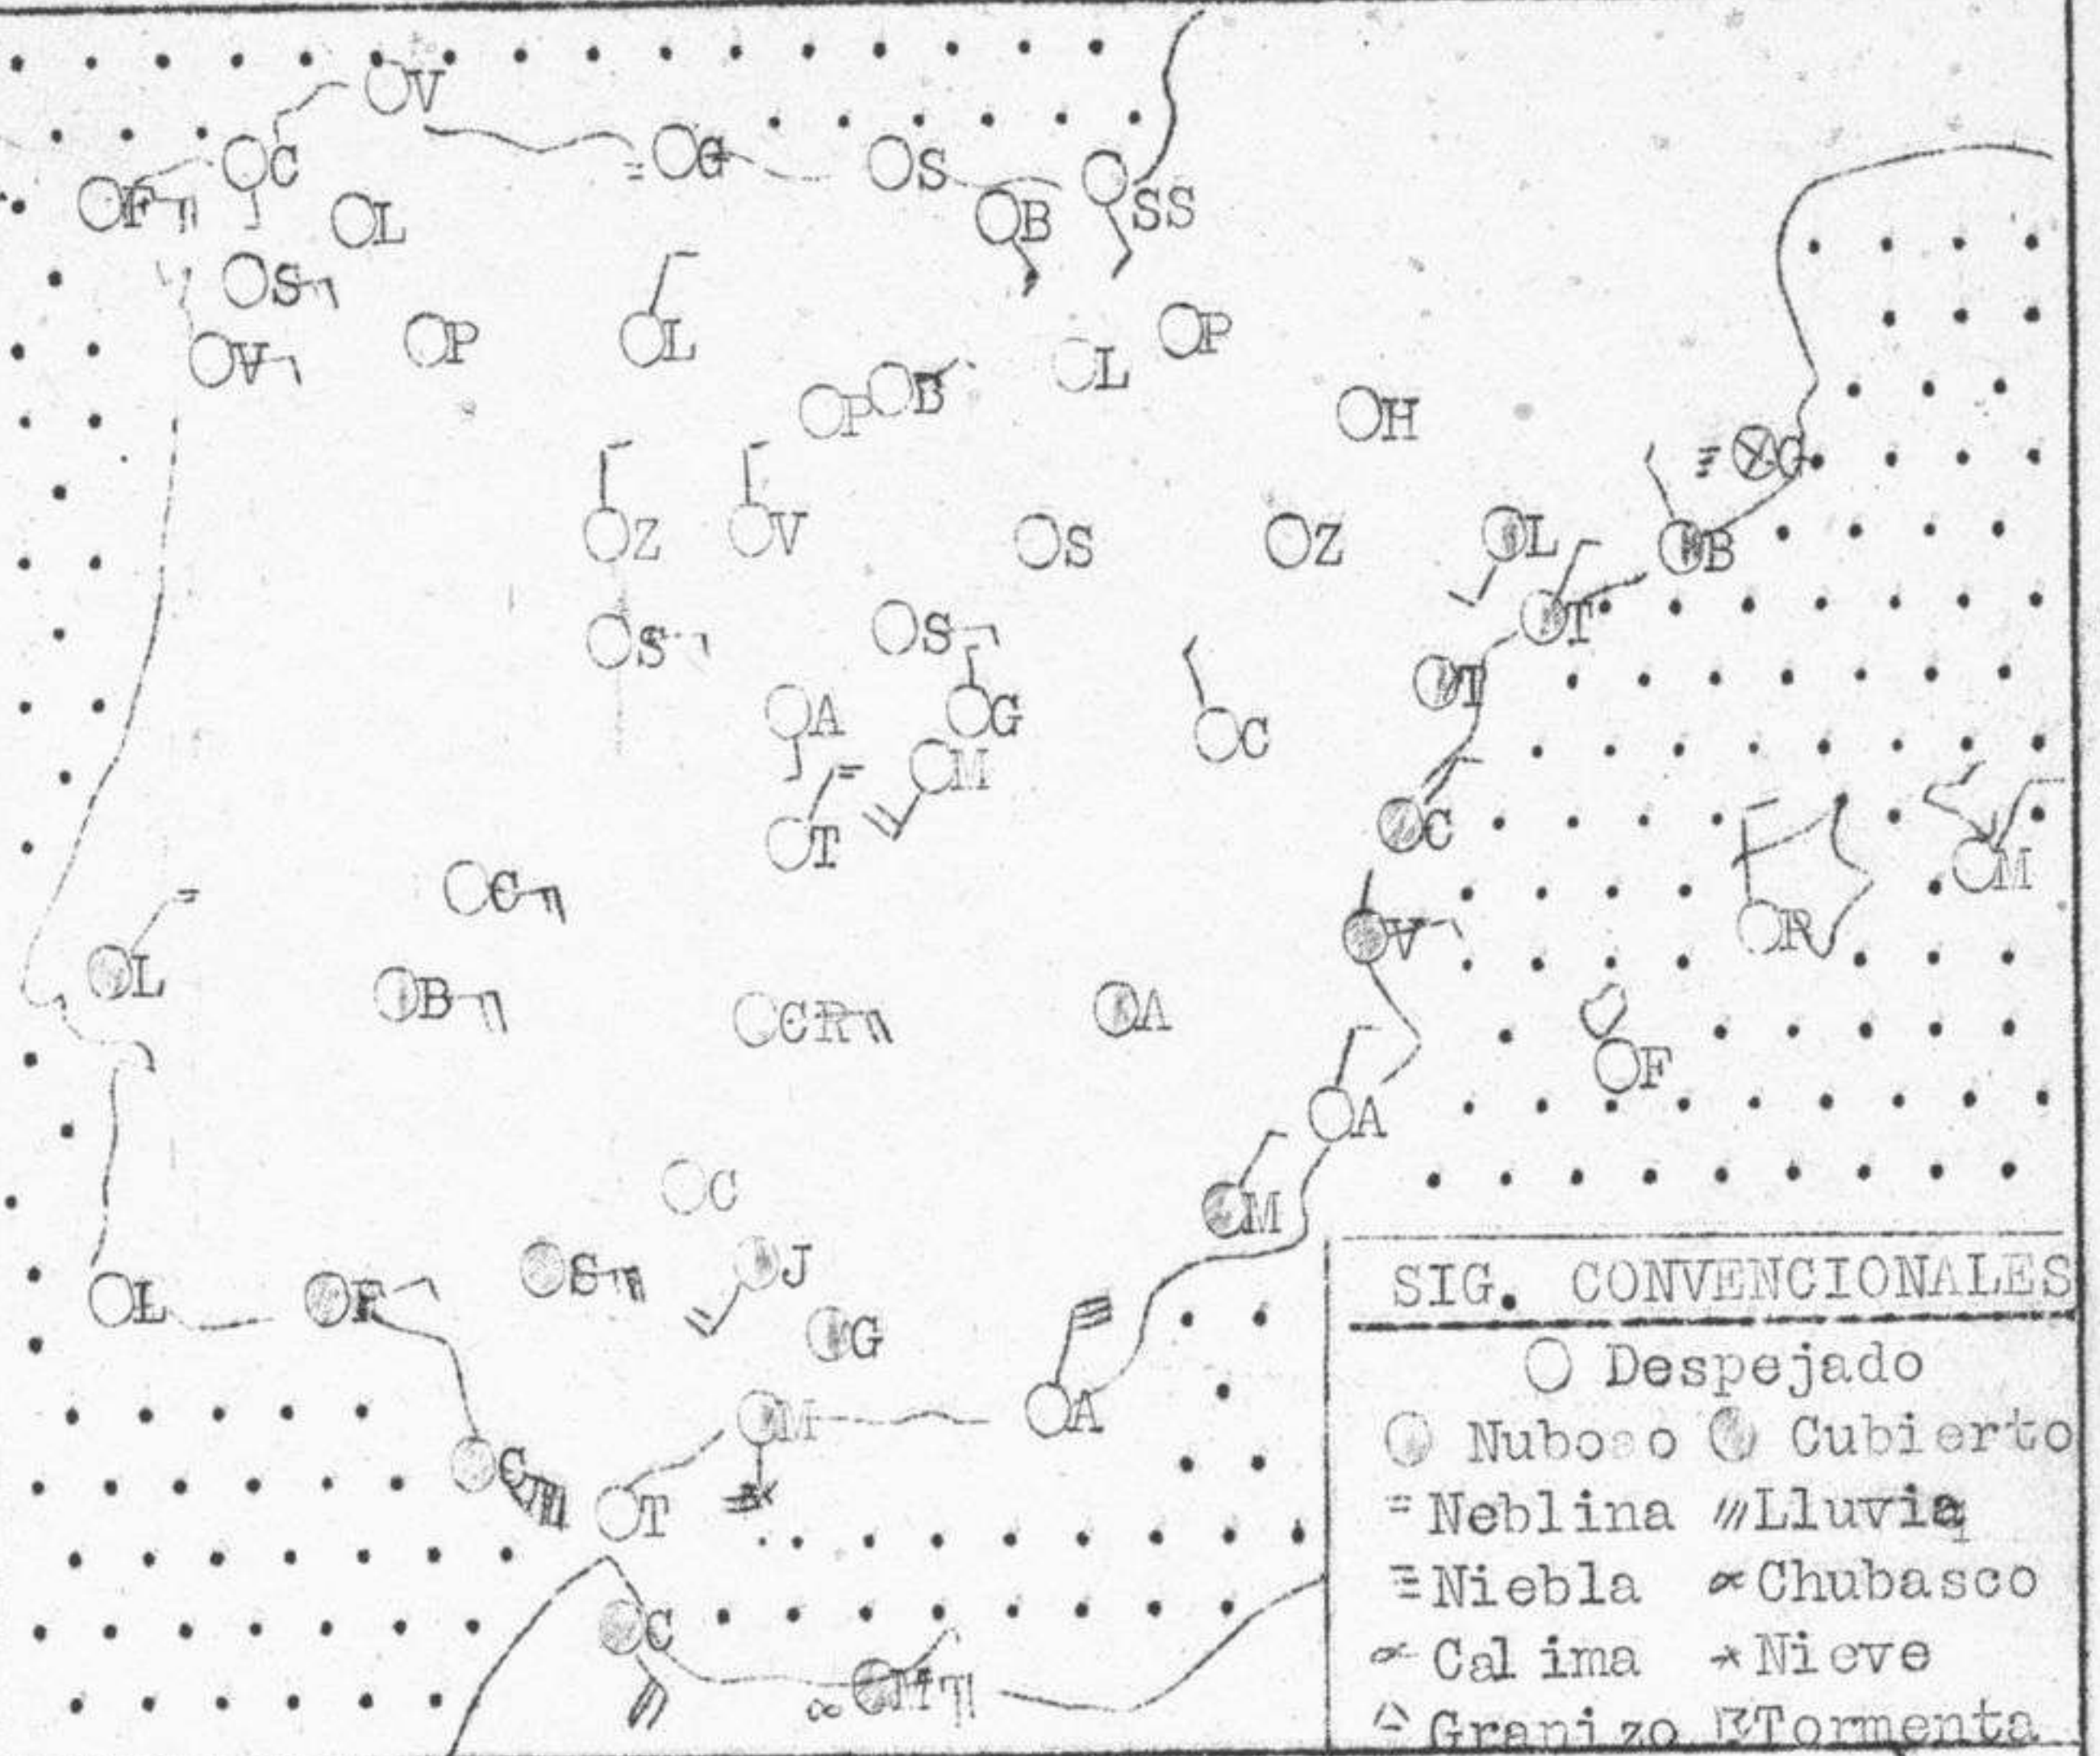 V
C
G
S
SS
F
L
B
S
V
P
L
P
B
L
P
H
G
Z
V
S
Z
L
B
S
S
T
A
G
T
M
C
T
C
C
M
L
B
CR
A
V
R
F
A
C
M
L
F
S
J
G
C
T
M
A
C
M
SIG. CONVENCIONALES
Despejado
Nuboso Cubierto
Neblina Lluvia
Niebla Chubasco
Calima Nieve
Granizo Tormenta